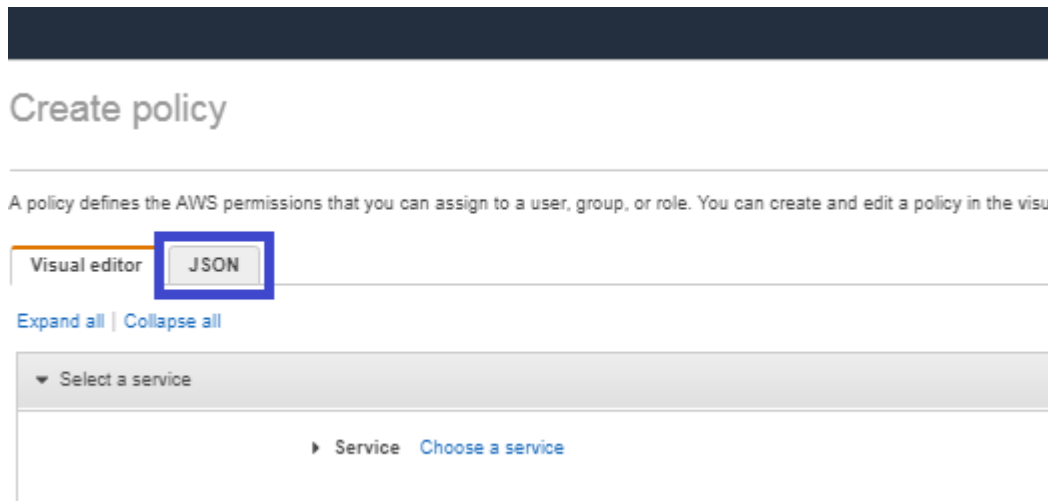 Create policy
A policy defines the AWS permissions that you can assign to a user, group, or role. You can create and edit a policy in the
Visual editor JSON
Expand all | Collapse all
Select a service
Service Choose a service